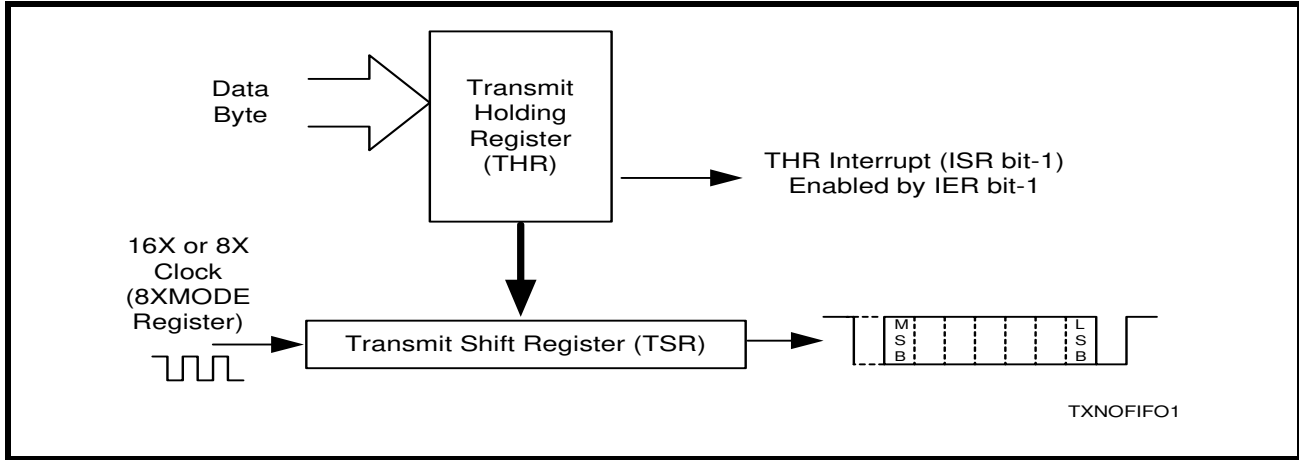 Data
Byte
Transmit
Holding
Register
(THR)
THR Interrupt (ISR bit-1)
Enabled by IER bit-1
16X or 8X
Clock
(8XMODE
Register)
Transmit Shift Register (TSR)
M
S
B
L
S
B
TXNOFIFO1